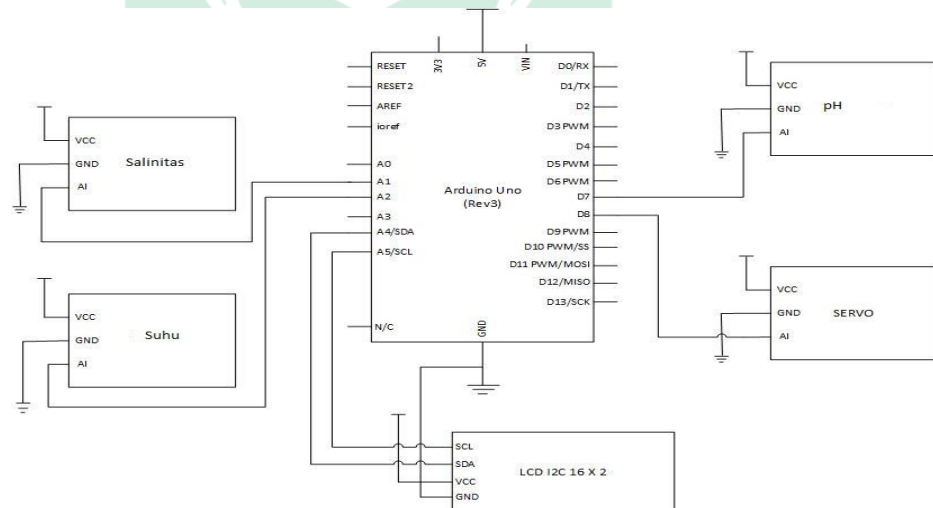 3V3
5V
VIN
RESET
RESET2
AREF
ioref
A0
A1
A2
A3
A4/SDA
A5/SCL
N/C
Arduino Uno
(Rev3)
D0/RX
D1/TX
D2
D3 PWM
D4
D5 PWM
D6 PWM
D7
D8
D9 PWM
D10 PWM/SS
D11 PWM/MOSI
D12/MISO
D13/SCK
GND
VCC
GND
AI
Salinitas
VCC
GND
AI
Suhu
VCC
GND
AI
pH
VCC
GND
AI
SERVO
SCL
SDA
VCC
GND
LCD I2C 16 X 2